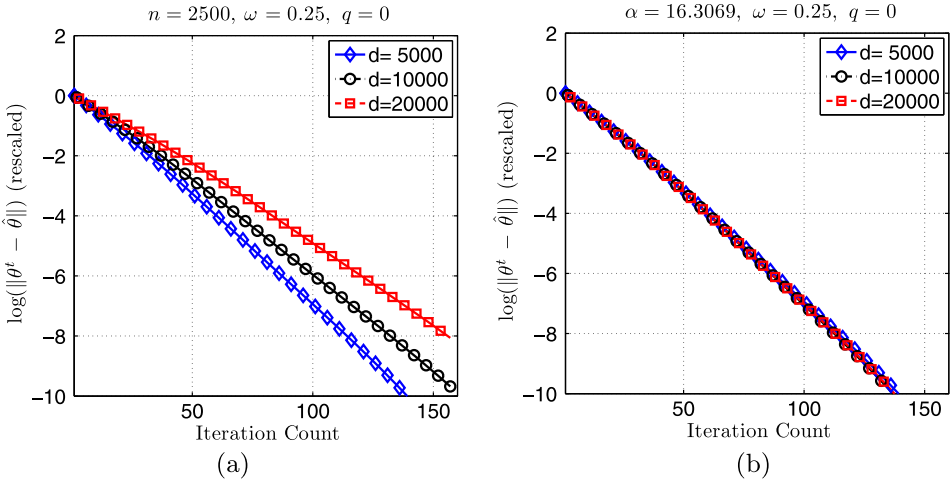 n = 2500, ω = 0.25, q = 0
2
0
−2
−4
−6
−8
−10
50
100
150
log(‖θ^t − θ̂‖) (rescaled)
Iteration Count
d= 5000
d=10000
d=20000
(a)
α = 16.3069, ω = 0.25, q = 0
2
0
−2
−4
−6
−8
−10
50
100
150
log(‖θ^t − θ̂‖) (rescaled)
Iteration Count
d= 5000
d=10000
d=20000
(b)